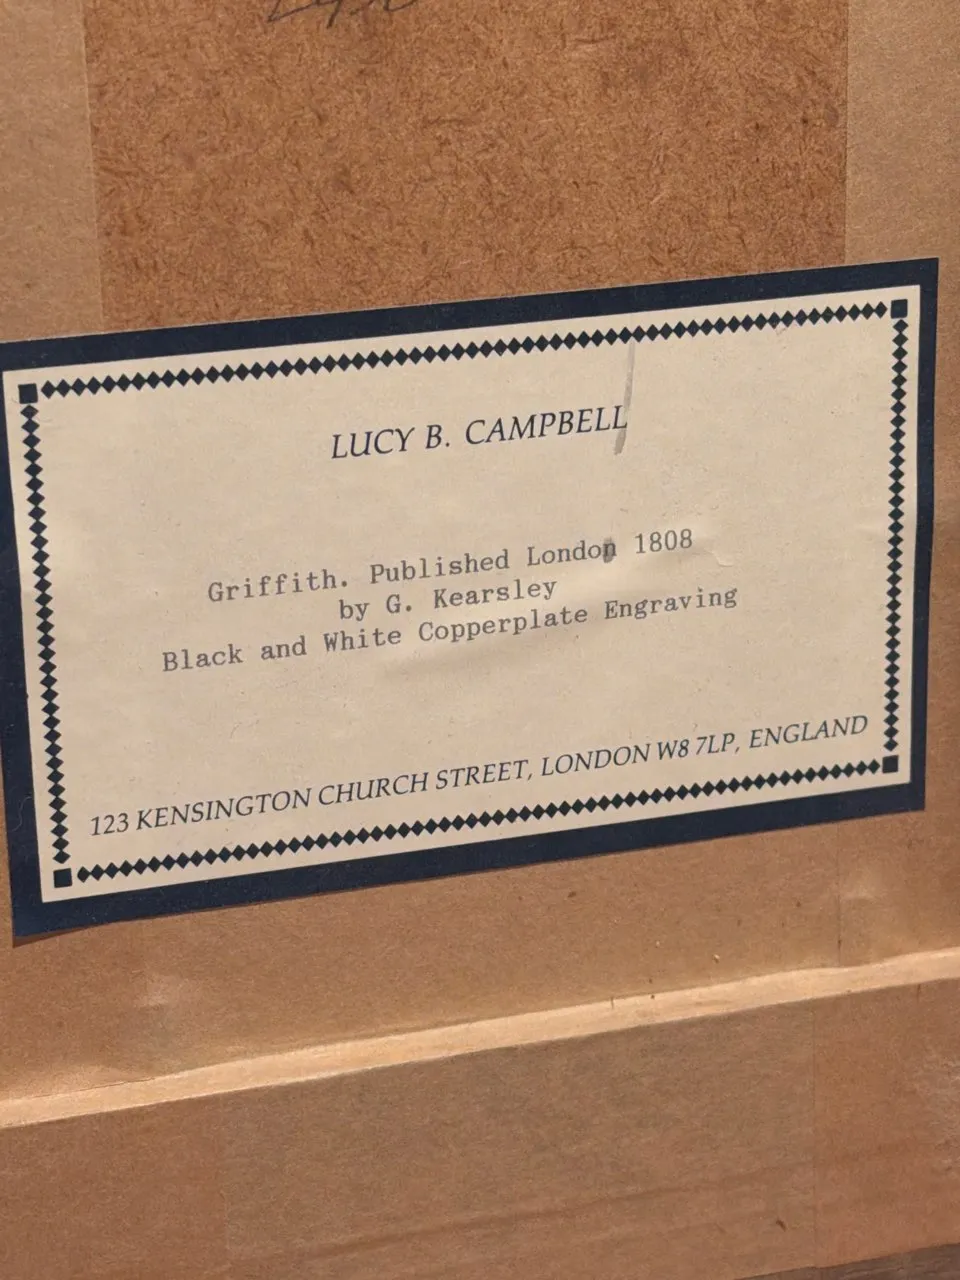 LUCY B. CAMPBELL
Griffith. Published London 1808
by G. Kearsley
Black and White Copperplate Engraving
123 KENSINGTON CHURCH STREET, LONDON W8 7LP, ENGLAND